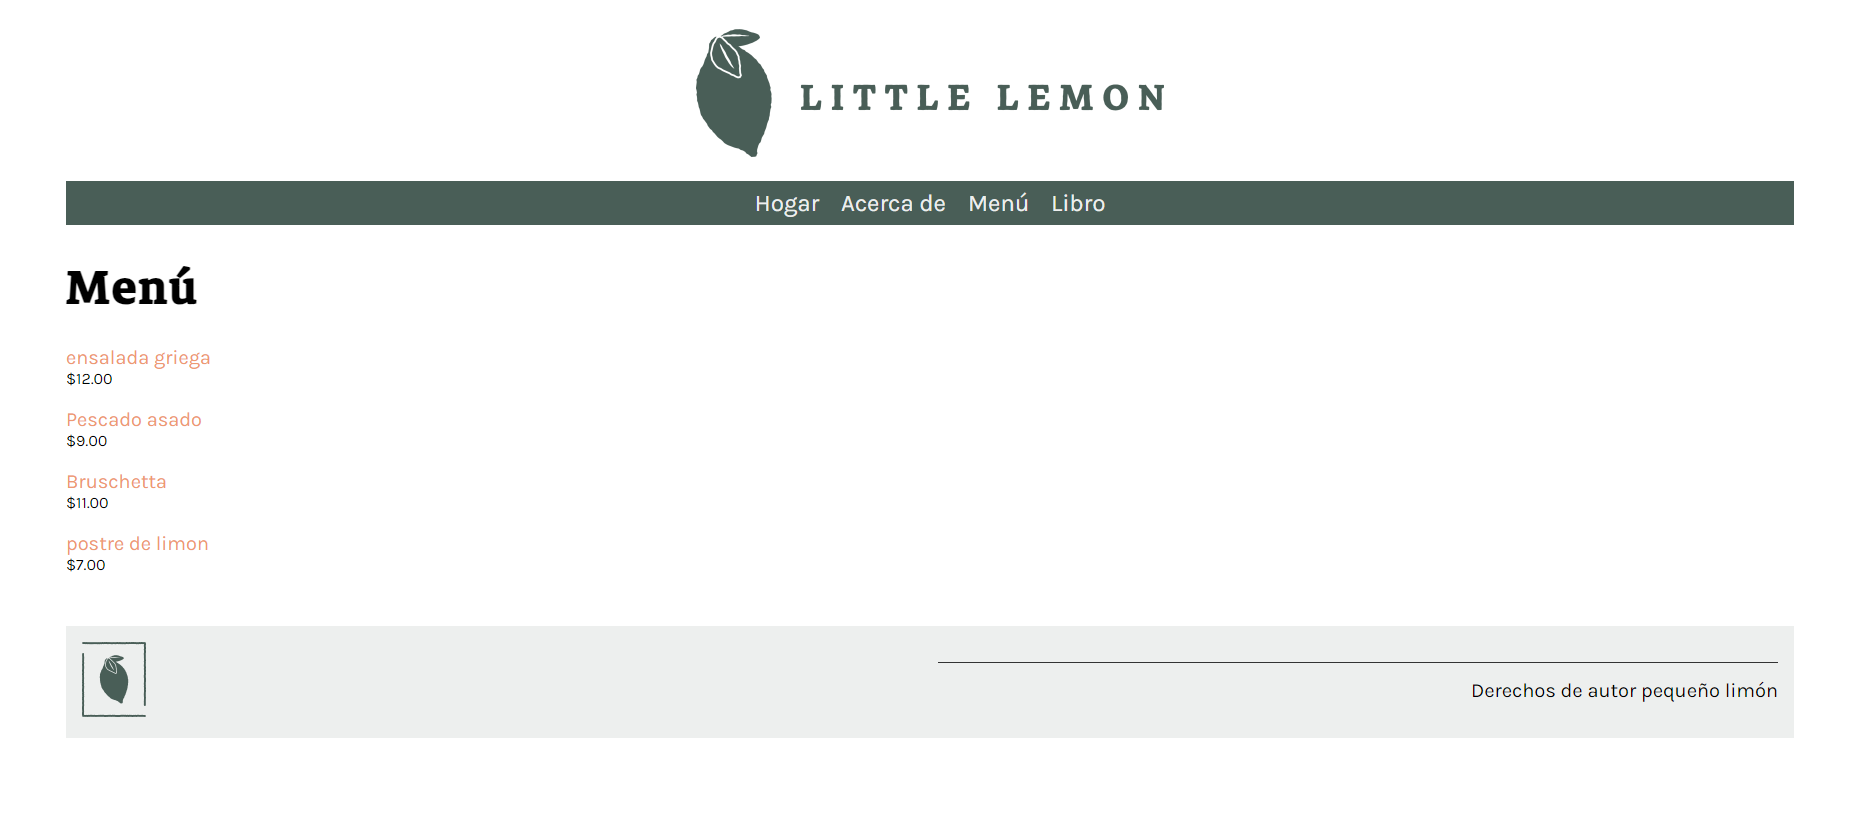 LITTLE LEMON
Hogar Acerca de Menú Libro
Menú
ensalada griega
$12.00
Pescado asado
$9.00
Bruschetta
$11.00
postre de limon
$7.00
Derechos de autor pequeño limón